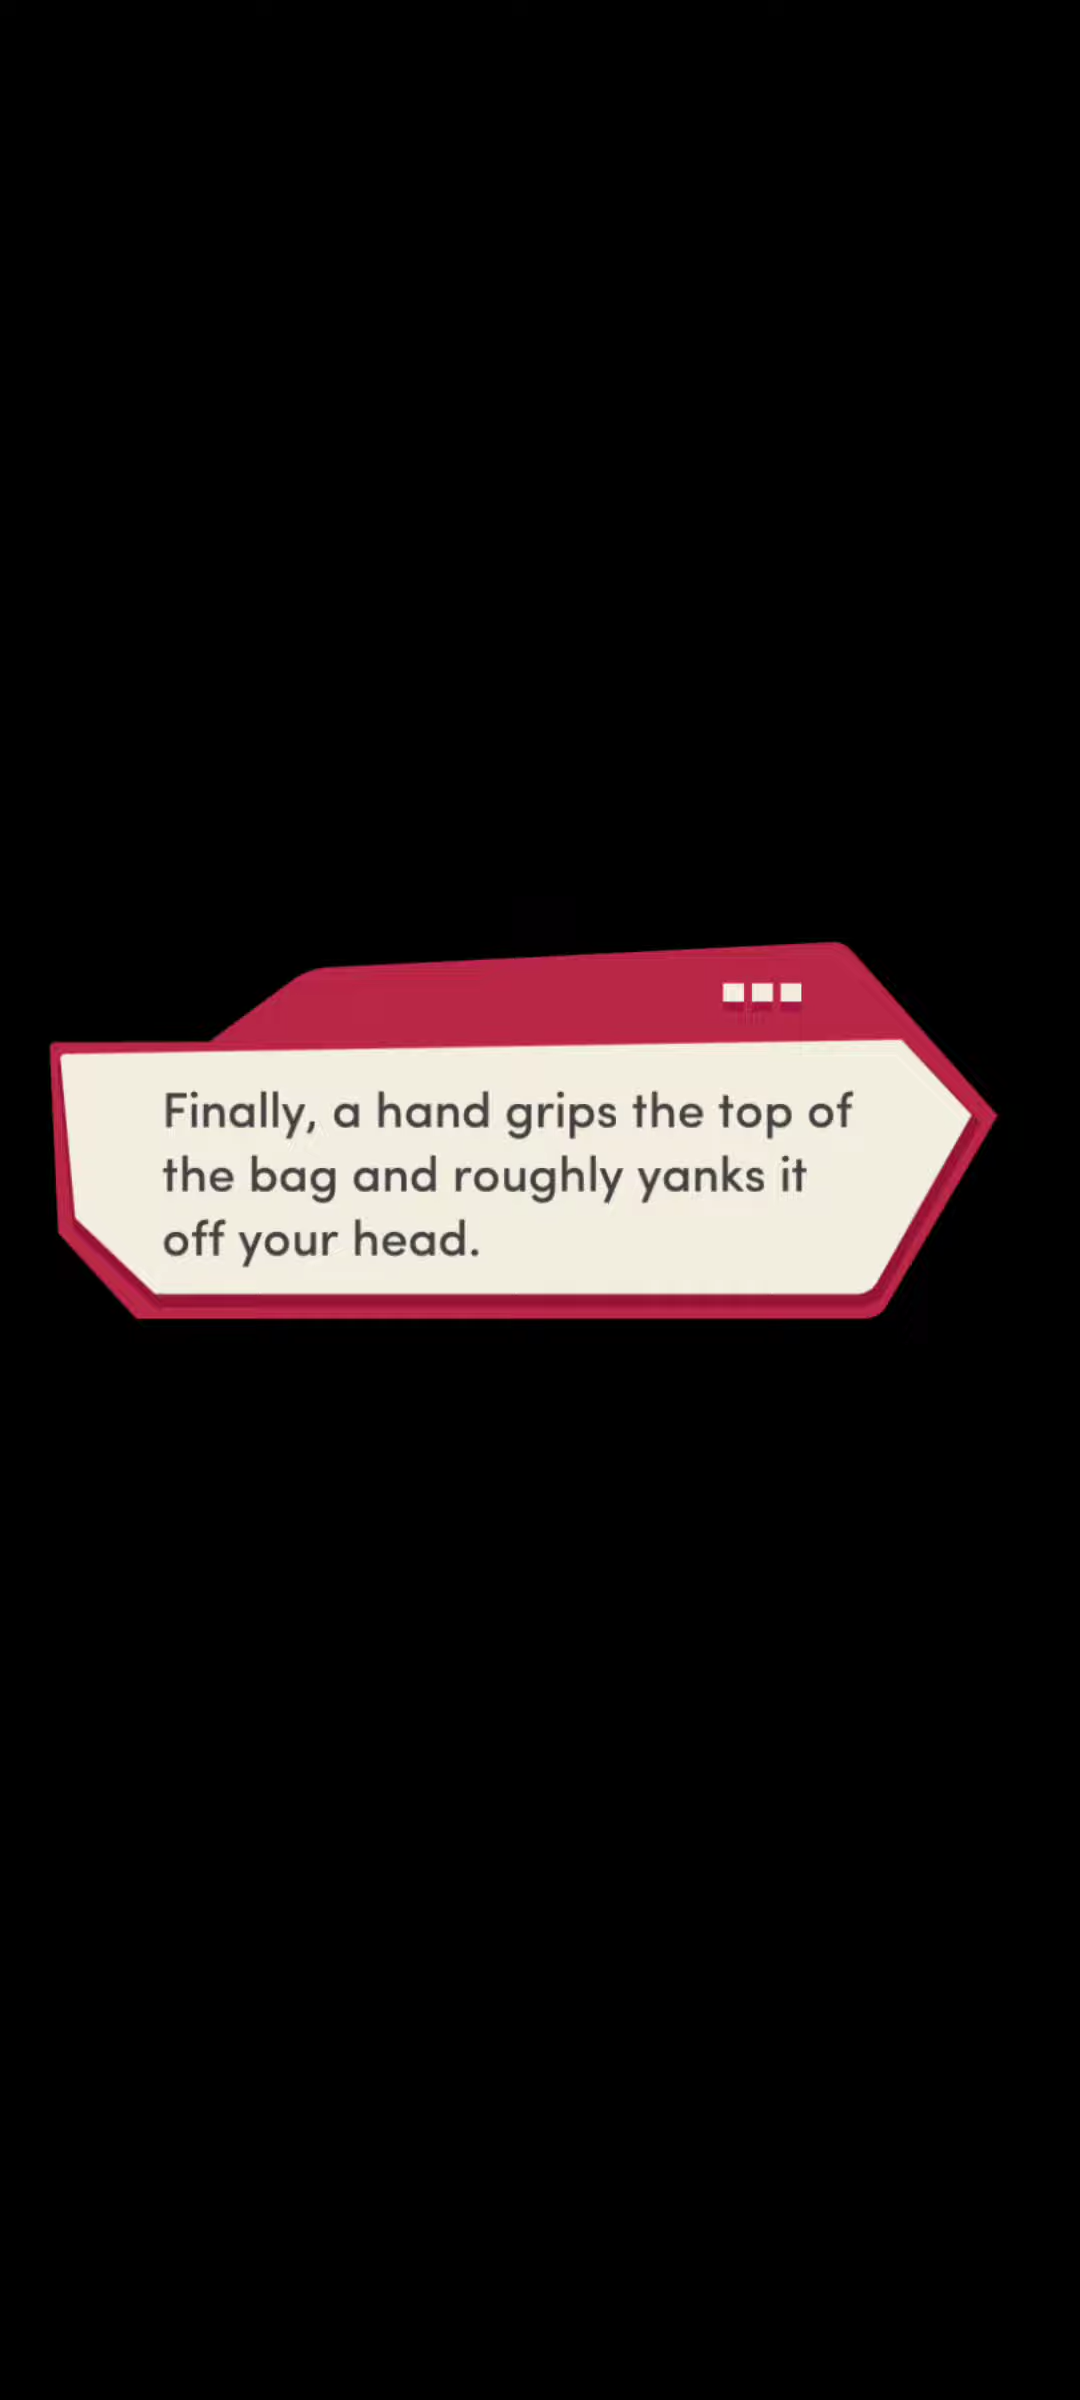 Finally, a hand grips the top of
the bag and roughly yanks it
off your head.